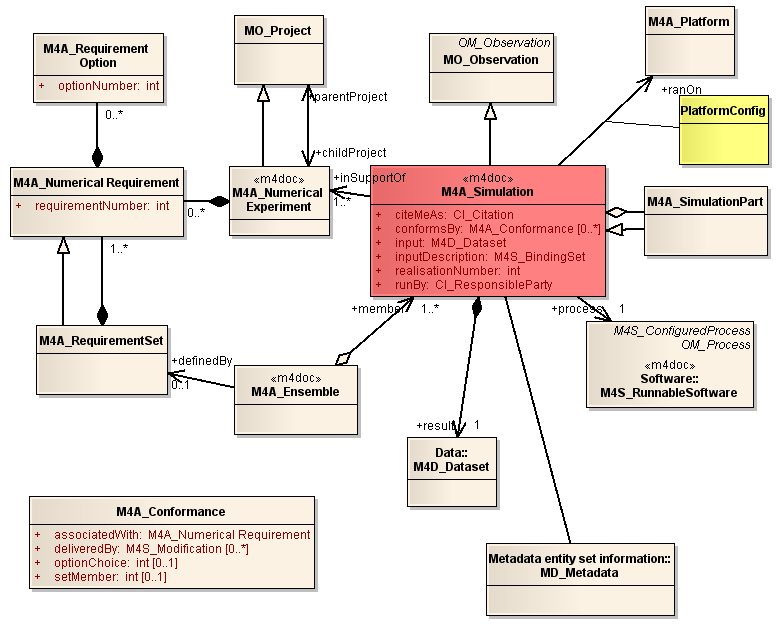 M4A_Requirement
Option
+ optionNumber: int
0..*
MO_Project
+parentProject
+childProject
OM_Observation
MO_Observation
M4A_Platform
+ranOn
PlatformConfig
M4A_Numerical Requirement
+ requirementNumber: int
0..*
1..*
«m4doc»
M4A_Numerical
Experiment
+inSupportOf
1..*
«m4doc»
M4A_Simulation
+ citeMeAs: CI_Citation
+ conformsBy: M4A_Conformance [0..*]
+ input: M4D_Dataset
+ inputDescription: M4S_BindingSet
+ realisationNumber: int
+ runBy: CI_ResponsibleParty
M4A_SimulationPart
M4A_RequirementSet
+definedBy
0..1
+member
1..*
+process
1
«m4doc»
M4A_Ensemble
M4S_ConfiguredProcess
OM_Process
«m4doc»
Software::
M4S_RunnableSoftware
+result
1
Data::
M4D_Dataset
M4A_Conformance
+ associatedWith: M4A_Numerical Requirement
+ deliveredBy: M4S_Modification [0..*]
+ optionChoice: int [0..1]
+ setMember: int [0..1]
Metadata entity set information::
MD_Metadata